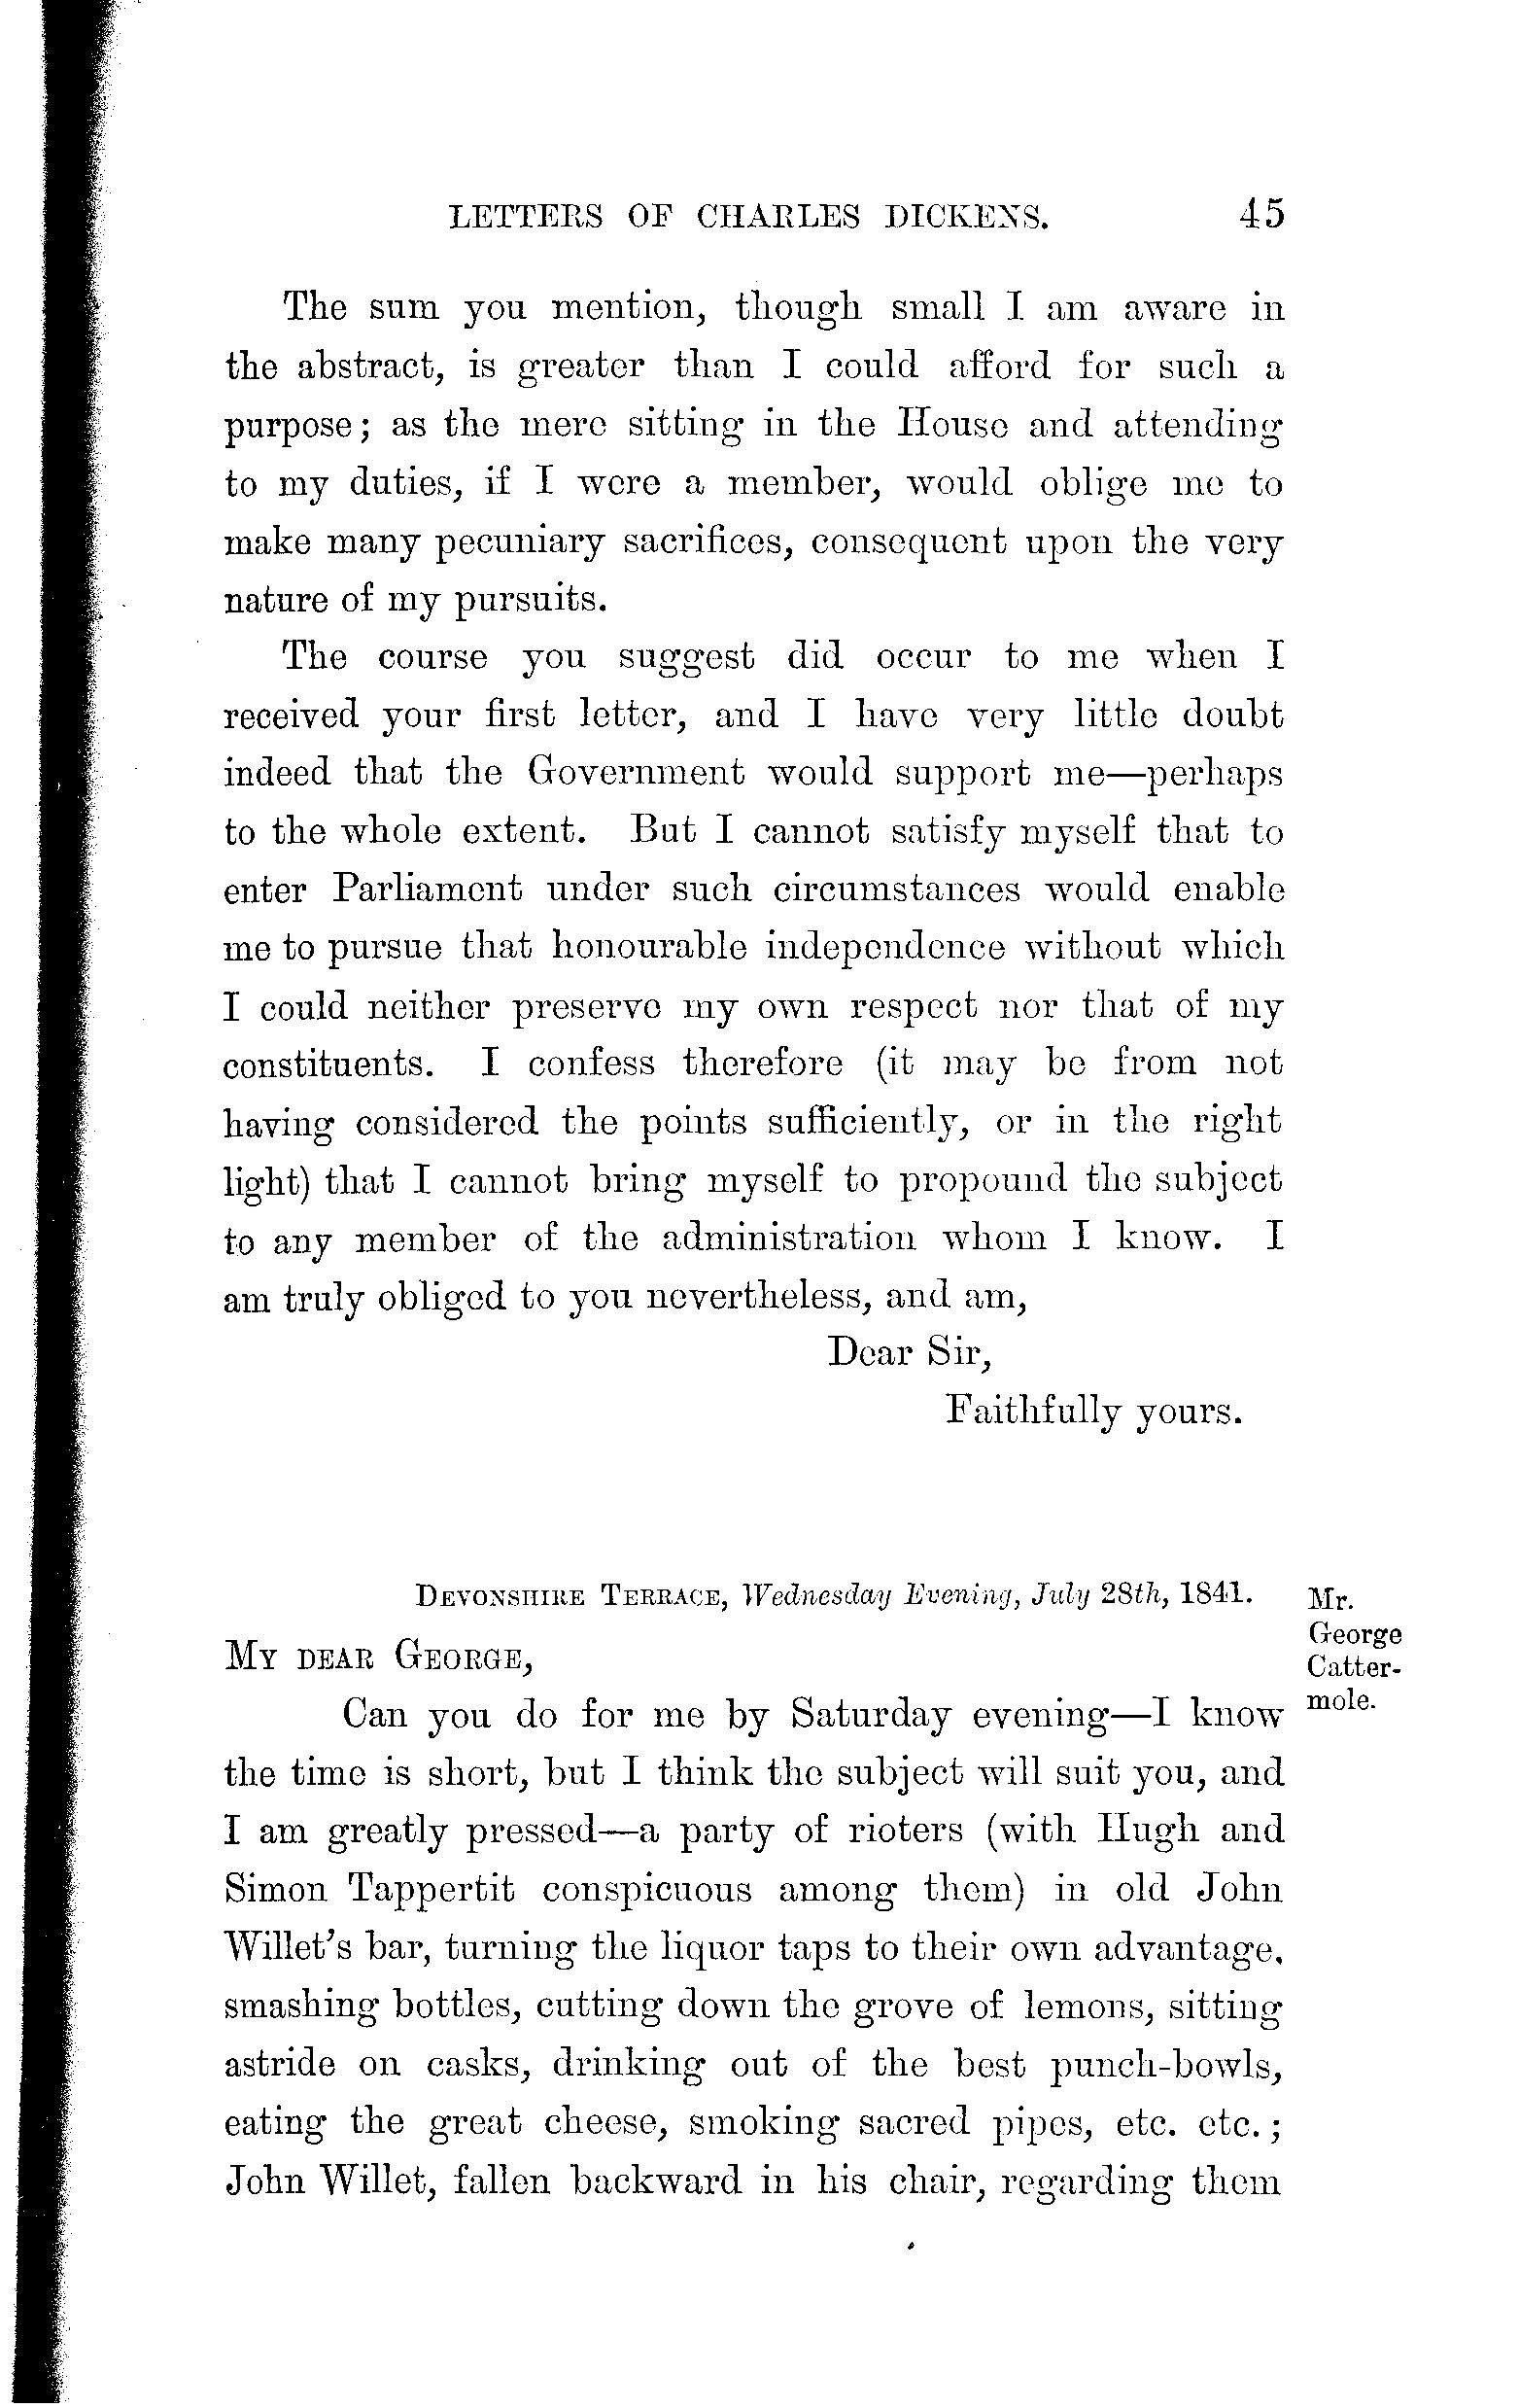 LETTERS OF CHARLES DICKENS. 45
The sum you mention, though small I am aware in
the abstract, is greater than I could afford for such a
purpose; as the mere sitting in the House and attending
to my duties, if I were a member, would oblige me to
make many pecuniary sacrifices, consequent upon the very
nature of my pursuits.
The course you suggest did occur to me when I
received your first letter, and I have very little doubt
indeed that the Government would support me—perhaps
to the whole extent. But I cannot satisfy myself that to
enter Parliament under such circumstances would enable
me to pursue that honourable independence without which
I could neither preserve my own respect nor that of my
constituents. I confess therefore (it may be from not
having considered the points sufficiently, or in the right
light) that I cannot bring myself to propound the subject
to any member of the administration whom I know. I
am truly obliged to you nevertheless, and am,
Dear Sir,
Faithfully yours.
DEVONSHIRE TERRACE, Wednesday Evening, July 28th, 1841.
Mr.
George
Catter-
mole.
MY DEAR GEORGE,
Can you do for me by Saturday evening—I know
the time is short, but I think the subject will suit you, and
I am greatly pressed—a party of rioters (with Hugh and
Simon Tappertit conspicuous among them) in old John
Willet's bar, turning the liquor taps to their own advantage,
smashing bottles, cutting down the grove of lemons, sitting
astride on casks, drinking out of the best punch-bowls,
eating the great cheese, smoking sacred pipes, etc. etc.;
John Willet, fallen backward in his chair, regarding them